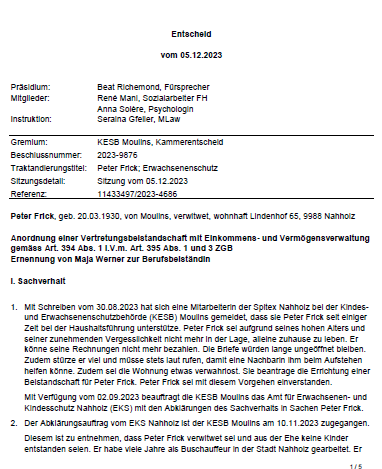 Entscheid
vom 05.12.2023
Präsidium: Beat Richemond, Fürsprecher
Mitglieder: René Mani, Sozialarbeiter FH
Anna Solère, Psychologin
Instruktion: Seraina Gfeller, MLaw
Gremium: KESB Moulins, Kammerentscheid
Beschlussnummer: 2023-9876
Traktandierungstitel: Peter Frick; Erwachsenenschutz
Sitzungsdetail: Sitzung vom 05.12.2023
Referenz: 11433497/2023-4686
Peter Frick, geb. 20.03.1930, von Moulins, verwitwet, wohnhaft Lindenhof 65, 9986 Nahholz
Anordnung einer Vertretungsbeistandschaft mit Einkommens- und Vermögensverwaltung
gemäss Art. 394 Abs. 1 i.V.m. Art. 395 Abs. 1 und 3 ZGB
Ernennung von Maja Werner zur Berufsbeiständin
I. Sachverhalt
1. Mit Schreiben vom 30.08.2023 hat sich eine Mitarbeiterin der Spitex Nahholz bei der Kindes-
und Erwachsenenschutzbehörde (KESB) Moulins gemeldet, dass sie Peter Frick seit einiger
Zeit bei der Haushaltsführung unterstütze. Peter Frick sei aufgrund seines hohen Alters und
seiner zunehmenden Vergesslichkeit nicht mehr in der Lage, alleine zuhause zu leben. Er
könne seine Rechnungen nicht mehr bezahlen. Die Briefe würden lange ungeöffnet bleiben.
Zudem stürze er viel und müsse stets laut rufen, damit eine Nachbarin ihm beim Aufstehen
helfen könne. Zudem sei die Wohnung etwas verwahrlost. Sie beantrage die Errichtung einer
Beistandschaft für Peter Frick. Peter Frick sei mit diesem Vorgehen einverstanden.
Mit Verfügung vom 02.09.2023 beauftragt die KESB Moulins das Amt für Erwachsenen- und
Kindesschutz Nahholz (EKS) mit den Abklärungen des Sachverhalts in Sachen Peter Frick.
2. Der Abklärungsauftrag vom EKS Nahholz ist der KESB Moulins am 10.11.2023 zugegangen.
Diesem ist zu entnehmen, dass Peter Frick verwitwet sei und aus der Ehe keine Kinder
entstanden seien. Er habe viele Jahre als Buschauffeur in der Stadt Nahholz gearbeitet. Er
1 / 5